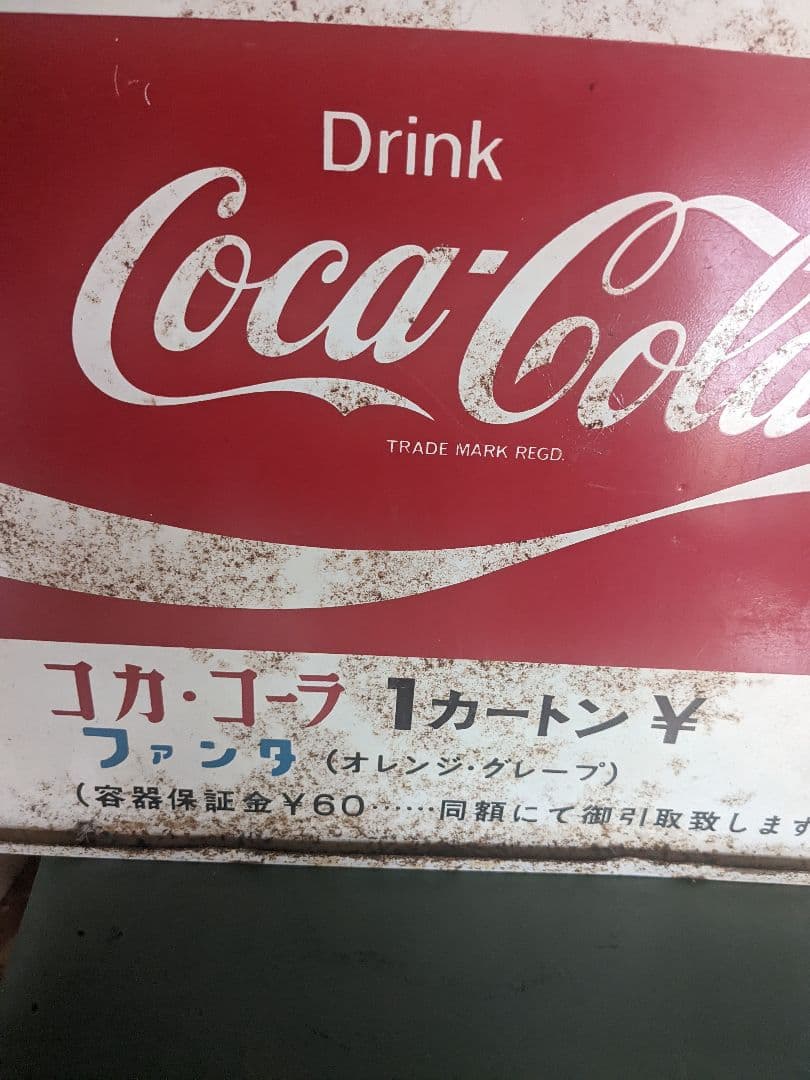 Drink
Coca-Cola
TRADE MARK REGD.
コカ・コーラ 1カートン ¥
ファンタ (オレンジ・グレープ)
(容器保証金¥60……同額にて御引取致します